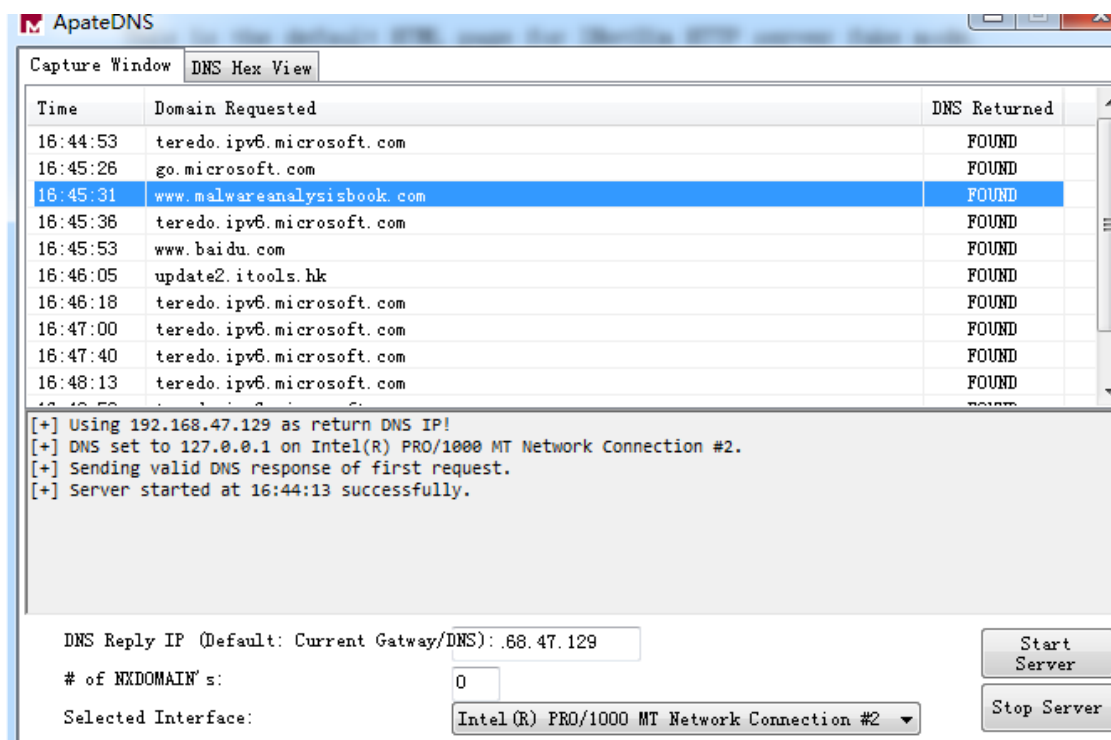 ApateDNS
Capture Window DNS Hex View
Time Domain Requested DNS Returned
16:44:53 teredo.ipv6.microsoft.com FOUND
16:45:26 go.microsoft.com FOUND
16:45:31 www.malwareanalysisbook.com FOUND
16:45:36 teredo.ipv6.microsoft.com FOUND
16:45:53 www.baidu.com FOUND
16:46:05 update2.itools.hk FOUND
16:46:18 teredo.ipv6.microsoft.com FOUND
16:47:00 teredo.ipv6.microsoft.com FOUND
16:47:40 teredo.ipv6.microsoft.com FOUND
16:48:13 teredo.ipv6.microsoft.com FOUND
[+] Using 192.168.47.129 as return DNS IP!
[+] DNS set to 127.0.0.1 on Intel(R) PRO/1000 MT Network Connection #2.
[+] Sending valid DNS response of first request.
[+] Server started at 16:44:13 successfully.
DNS Reply IP (Default: Current Gatway/DNS): .68.47.129
# of NXDOMAIN's: 0
Selected Interface: Intel(R) PRO/1000 MT Network Connection #2
Start
Server
Stop Server